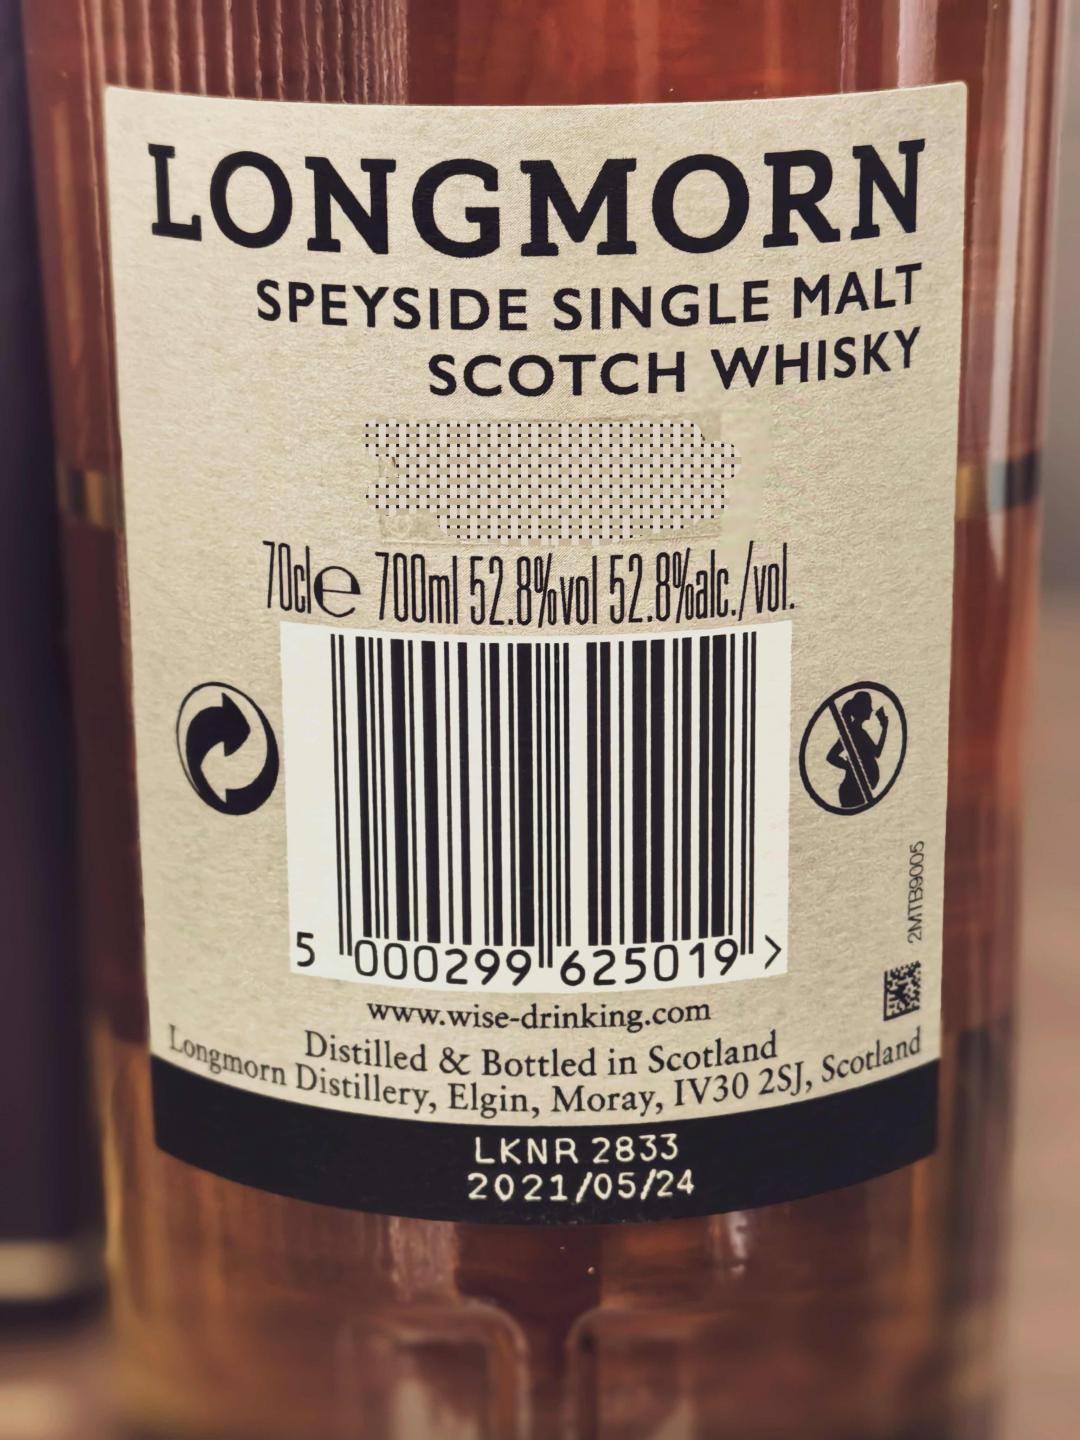 LONGMORN
SPEYSIDE SINGLE MALT
SCOTCH WHISKY
70cl e 700ml 52.8%vol 52.8%alc./vol.
5 000299 625019 >
2MTB9005
www.wise-drinking.com
Distilled & Bottled in Scotland
Longmorn Distillery, Elgin, Moray, IV30 2SJ, Scotland
LKNR 2833
2021/05/24